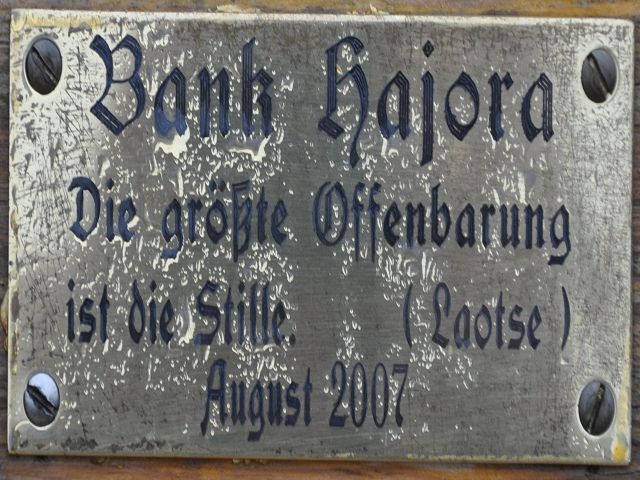 Bank Hajora
Die größte Offenbarung
ist die Stille. (Laotse)
August 2007